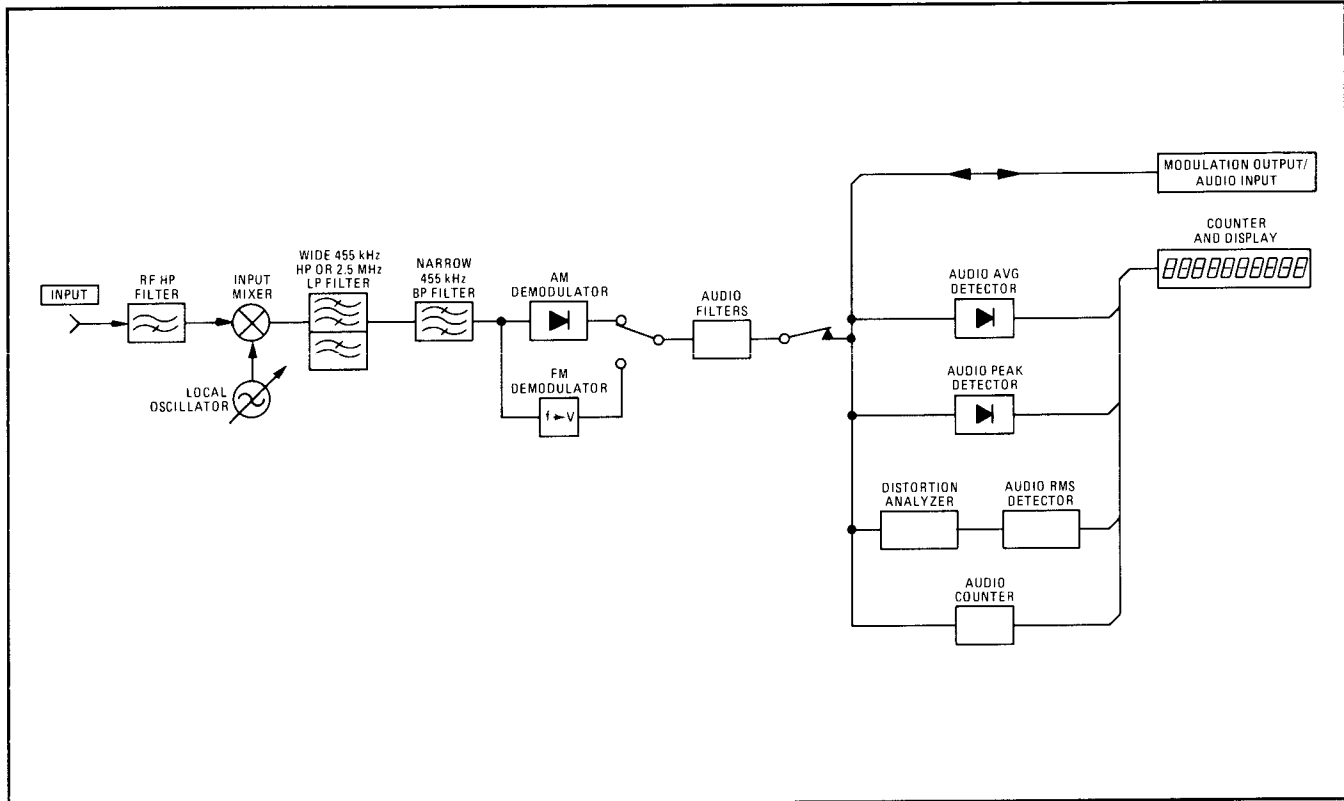 MODULATION OUTPUT/
AUDIO INPUT
COUNTER
AND DISPLAY
WIDE 455 kHz
HP OR 2.5 MHz
LP FILTER
NARROW
455 kHz
BP FILTER
INPUT
RF HP
FILTER
INPUT
MIXER
AM
DEMODULATOR
AUDIO
FILTERS
AUDIO AVG
DETECTOR
LOCAL
OSCILLATOR
FM
DEMODULATOR
f►V
AUDIO PEAK
DETECTOR
DISTORTION
ANALYZER
AUDIO RMS
DETECTOR
AUDIO
COUNTER